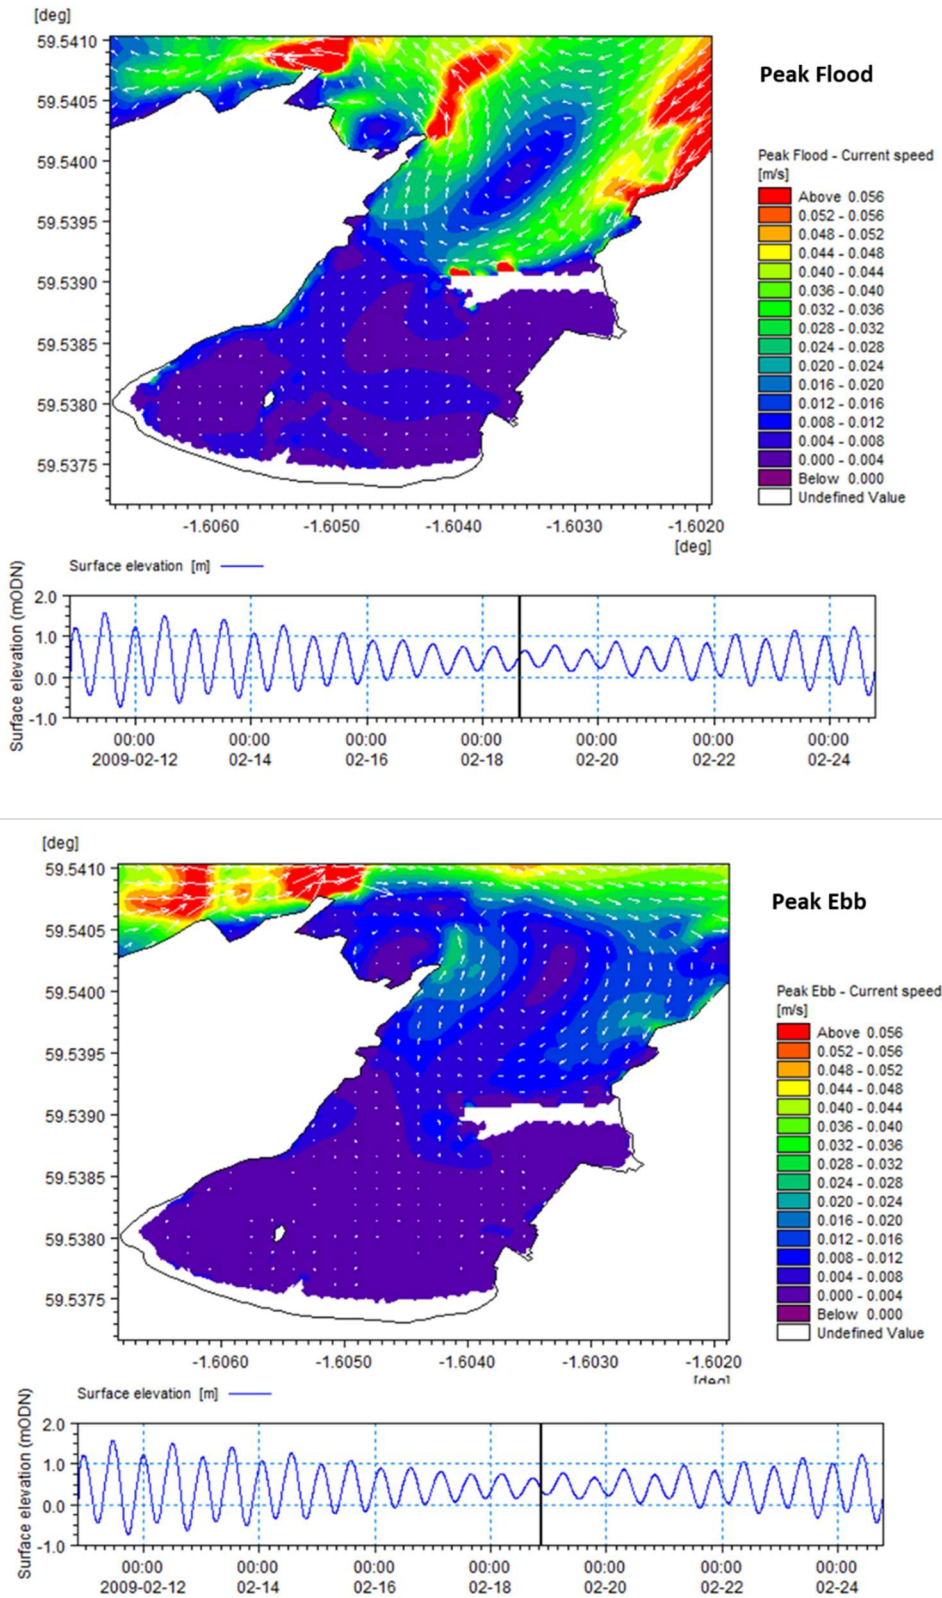 [deg]
59.5410
59.5405
59.5400
59.5395
59.5390
59.5385
59.5380
59.5375
-1.6060 -1.6050 -1.6040 -1.6030 -1.6020
[deg]
Peak Flood
Peak Flood - Current speed
[m/s]
Above 0.056
0.052 - 0.056
0.048 - 0.052
0.044 - 0.048
0.040 - 0.044
0.036 - 0.040
0.032 - 0.036
0.028 - 0.032
0.024 - 0.028
0.020 - 0.024
0.016 - 0.020
0.012 - 0.016
0.008 - 0.012
0.004 - 0.008
0.000 - 0.004
Below 0.000
Undefined Value
Surface elevation [m]
Surface elevation (mODN)
2.0
1.0
0.0
-1.0
00:00 00:00 00:00 00:00 00:00 00:00 00:00
2009-02-12 02-14 02-16 02-18 02-20 02-22 02-24
[deg]
59.5410
59.5405
59.5400
59.5395
59.5390
59.5385
59.5380
59.5375
-1.6060 -1.6050 -1.6040 -1.6030 -1.6020
[deg]
Peak Ebb
Peak Ebb - Current speed
[m/s]
Above 0.056
0.052 - 0.056
0.048 - 0.052
0.044 - 0.048
0.040 - 0.044
0.036 - 0.040
0.032 - 0.036
0.028 - 0.032
0.024 - 0.028
0.020 - 0.024
0.016 - 0.020
0.012 - 0.016
0.008 - 0.012
0.004 - 0.008
0.000 - 0.004
Below 0.000
Undefined Value
Surface elevation [m]
Surface elevation (mODN)
2.0
1.0
0.0
-1.0
00:00 00:00 00:00 00:00 00:00 00:00 00:00
2009-02-12 02-14 02-16 02-18 02-20 02-22 02-24